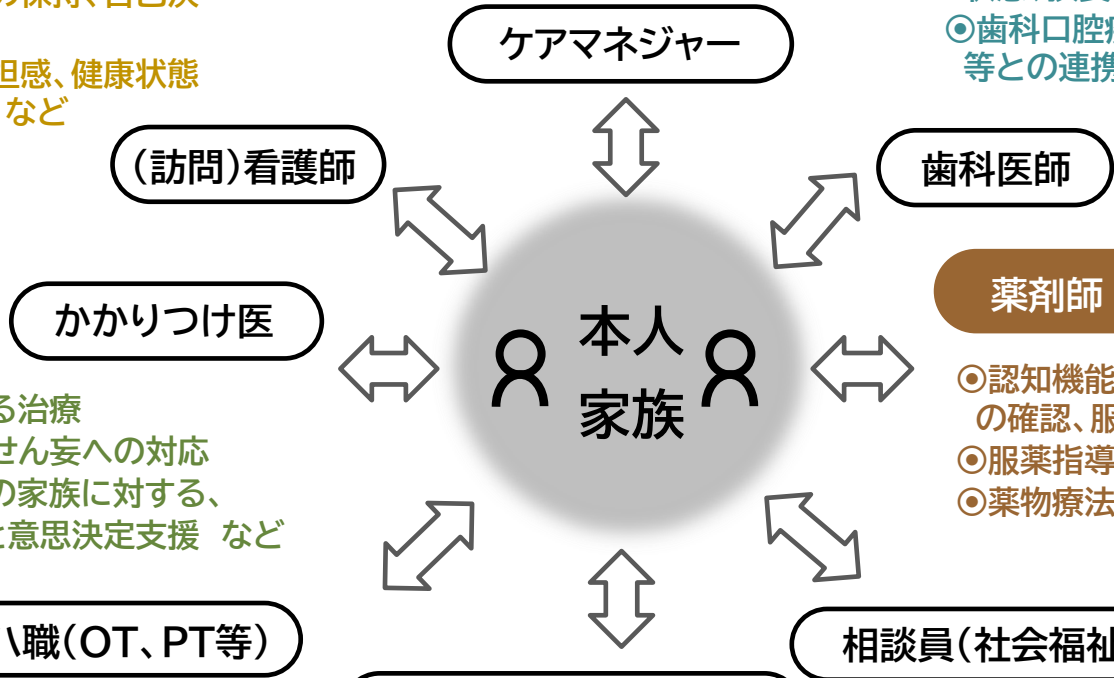 の保持、自己決
担感、健康状態
など
ケアマネジャー
◉歯科口腔
等との連携
(訪問)看護師
歯科医師
かかりつけ医
薬剤師
本人
家族
◉認知機能
の確認、服
◉服薬指導
◉薬物療法
る治療
せん妄への対応
の家族に対する、
と意思決定支援 など
ハ職(OT、PT等)
相談員(社会福祉